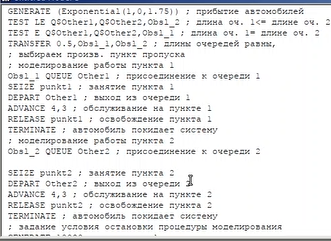 GENERATE (Exponential(1,0,1.75)) ; прибытие автомобилей
TEST LE Q$Other1,Q$Other2,Obsl_2 ; длина оч. 1<= длине оч. 2
TEST E Q$Other1,Q$Other2,Obsl_1 ; длина оч. 1= длине оч. 2
TRANSFER 0.5,Obsl_1,Obsl_2 ; длины очередей равны,
; выбираем произв. пункт пропуска
; моделирование работы пункта 1
Obsl_1 QUEUE Other1 ; присоединение к очереди 1
SEIZE punkt1 ; занятие пункта 1
DEPART Other1 ; выход из очереди 1
ADVANCE 4,3 ; обслуживание на пункте 1
RELEASE punkt1 ; освобождение пункта 1
TERMINATE ; автомобиль покидает систему
; моделирование работы пункта 2
Obsl_2 QUEUE Other2 ; присоединение к очереди 2
SEIZE punkt2 ; занятие пункта 2
DEPART Other2 ; выход из очереди 2
ADVANCE 4,3 ; обслуживание на пункте 2
RELEASE punkt2 ; освобождение пункта 2
TERMINATE ; автомобиль покидает систему
; задание условия остановки процедуры моделирования